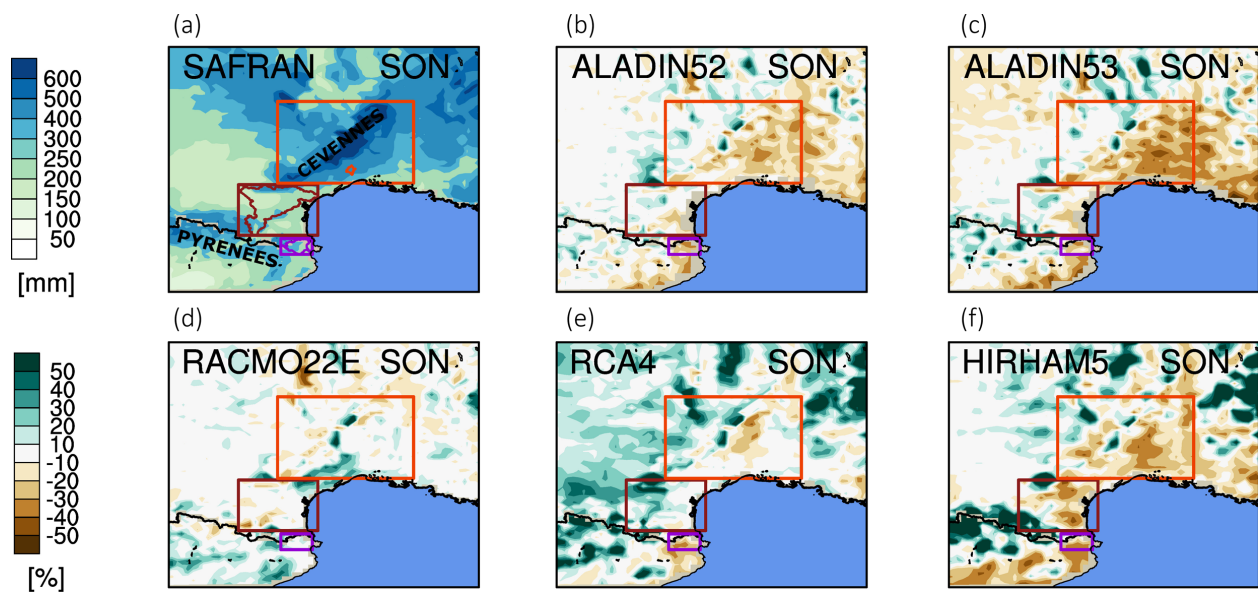 (a)
(b)
(c)
SAFRAN SON
ALADIN52 SON
ALADIN53 SON
600
500
400
300
250
200
150
100
50
[mm]
CEVENNES
PYRENEES
(d)
(e)
(f)
RACMO22E SON
RCA4 SON
HIRHAM5 SON
50
40
30
20
10
-10
-20
-30
-40
-50
[%]